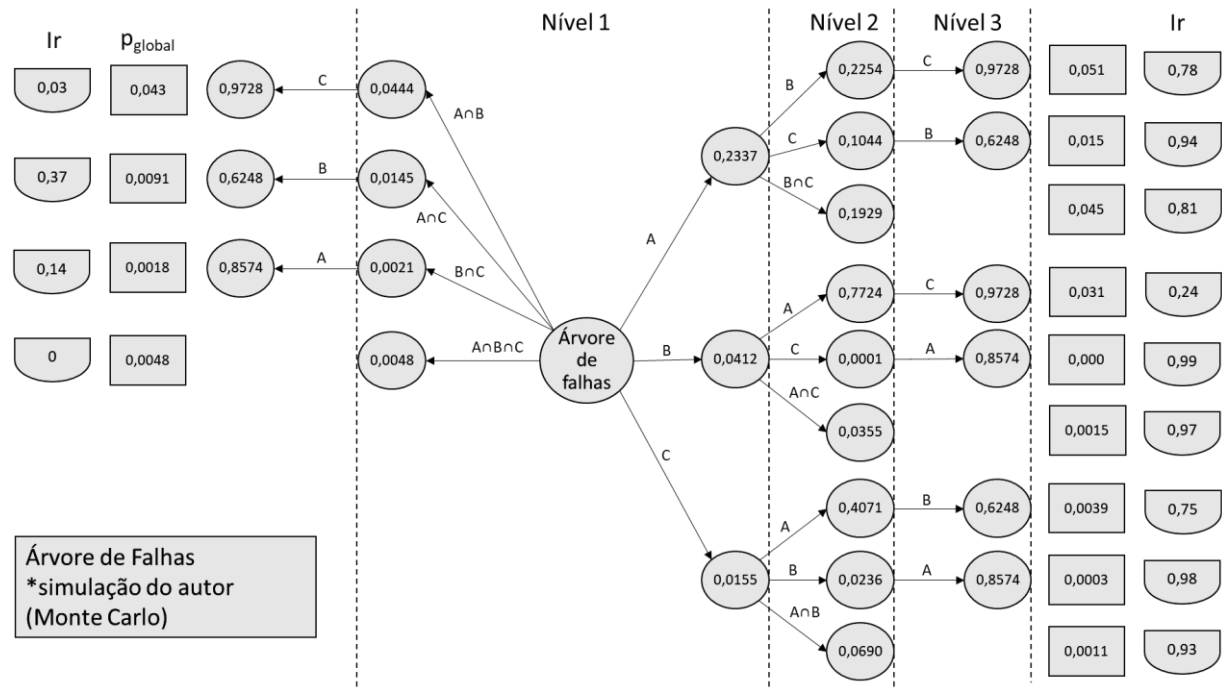 Nível 1
Nível 2
Nível 3
Ir
p_global
Ir
0,03
0,043
0,9728
C
0,0444
A∩B
0,37
0,0091
0,6248
B
0,0145
A∩C
0,14
0,0018
0,8574
A
0,0021
B∩C
0
0,0048
0,0048
A∩B∩C
Árvore
de
falhas
A
0,2337
B
0,2254
C
0,9728
0,051
0,78
C
0,1044
B
0,6248
0,015
0,94
B∩C
0,1929
0,045
0,81
B
0,0412
A
0,7724
C
0,9728
0,031
0,24
C
0,0001
A
0,8574
0,000
0,99
A∩C
0,0355
0,0015
0,97
C
0,0155
A
0,4071
B
0,6248
0,0039
0,75
B
0,0236
A
0,8574
0,0003
0,98
A∩B
0,0690
0,0011
0,93
Árvore de Falhas
*simulação do autor
(Monte Carlo)